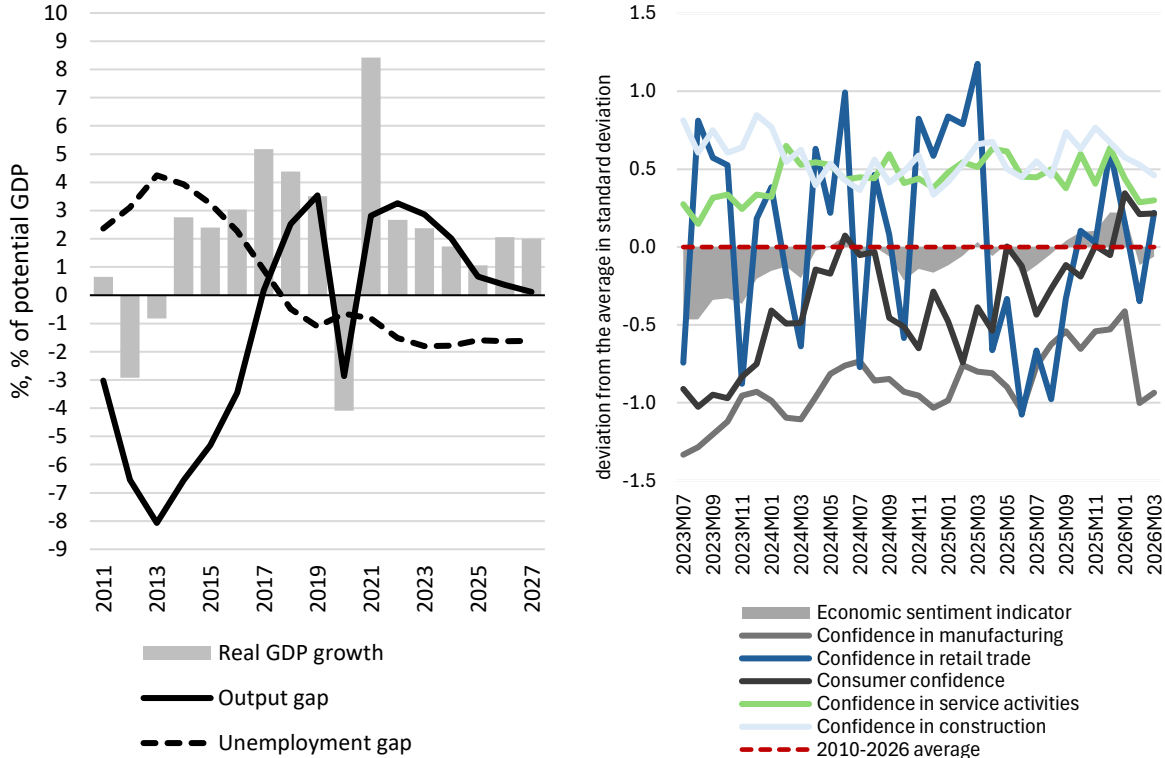 %, % of potential GDP
10
9
8
7
6
5
4
3
2
1
0
-1
-2
-3
-4
-5
-6
-7
-8
-9
2011
2013
2015
2017
2019
2021
2023
2025
2027
Real GDP growth
Output gap
Unemployment gap
deviation from the average in standard deviation
1.5
1.0
0.5
0.0
-0.5
-1.0
-1.5
2023M07
2023M09
2023M11
2024M01
2024M03
2024M05
2024M07
2024M09
2024M11
2025M01
2025M03
2025M05
2025M07
2025M09
2025M11
2026M01
2026M03
Economic sentiment indicator
Confidence in manufacturing
Confidence in retail trade
Consumer confidence
Confidence in service activities
Confidence in construction
2010-2026 average